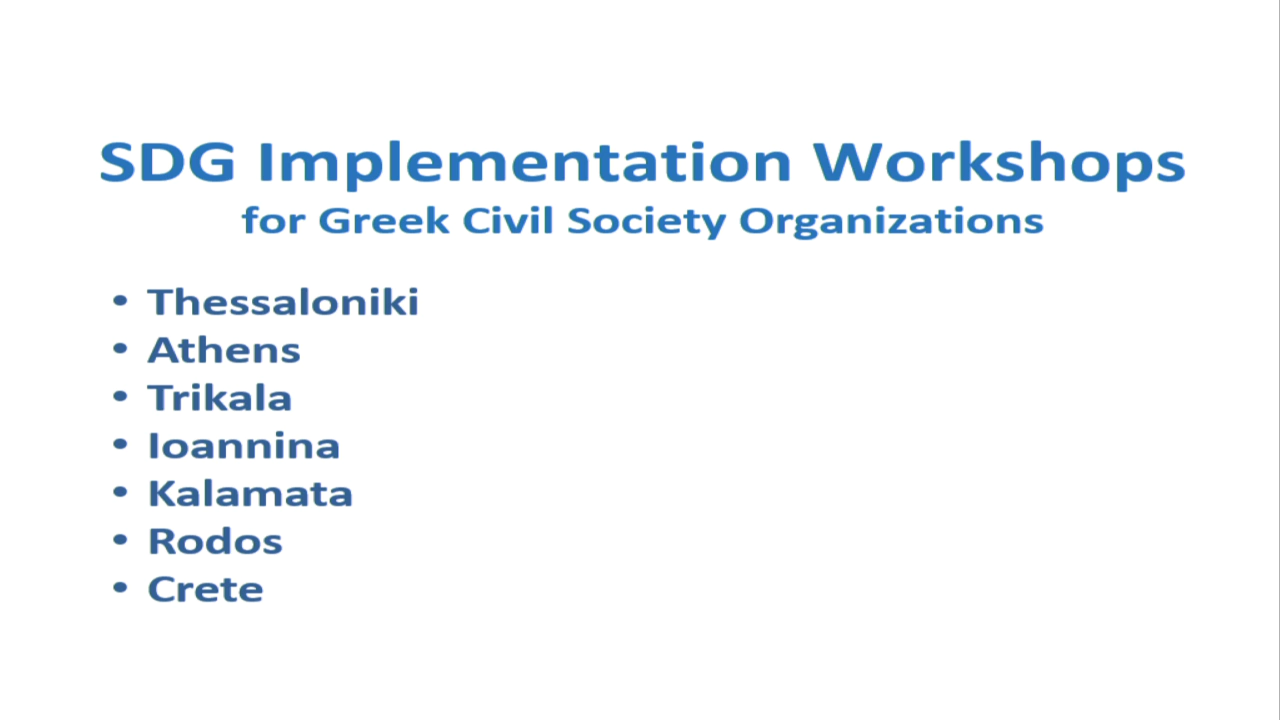 SDG Implementation Workshops
for Greek Civil Society Organizations
• Thessaloniki
• Athens
• Trikala
• Ioannina
• Kalamata
• Rodos
• Crete